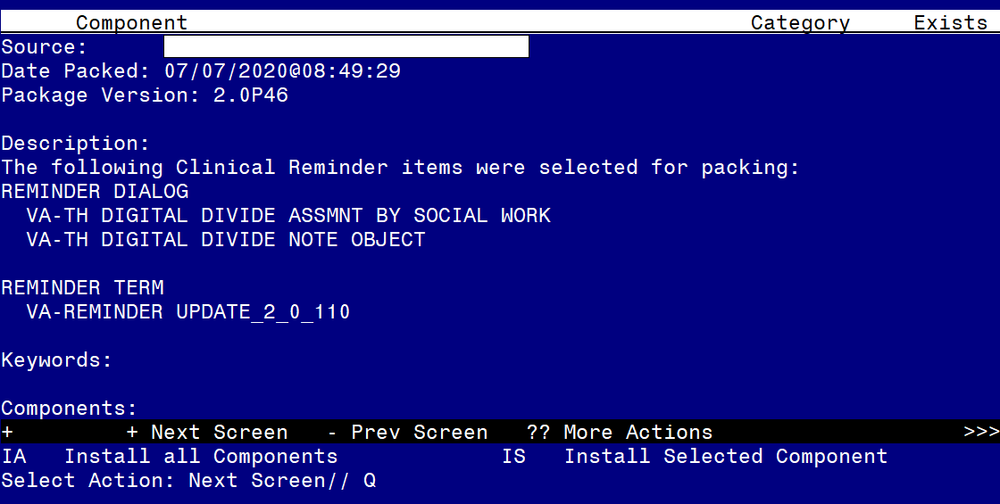 Component Category Exists
Source:
Date Packed: 07/07/2020@08:49:29
Package Version: 2.0P46
Description:
The following Clinical Reminder items were selected for packing:
REMINDER DIALOG
VA-TH DIGITAL DIVIDE ASSMNT BY SOCIAL WORK
VA-TH DIGITAL DIVIDE NOTE OBJECT
REMINDER TERM
VA-REMINDER UPDATE_2_0_110
Keywords:
Components:
+ + Next Screen - Prev Screen ?? More Actions >>>
IA Install all Components IS Install Selected Component
Select Action: Next Screen// Q